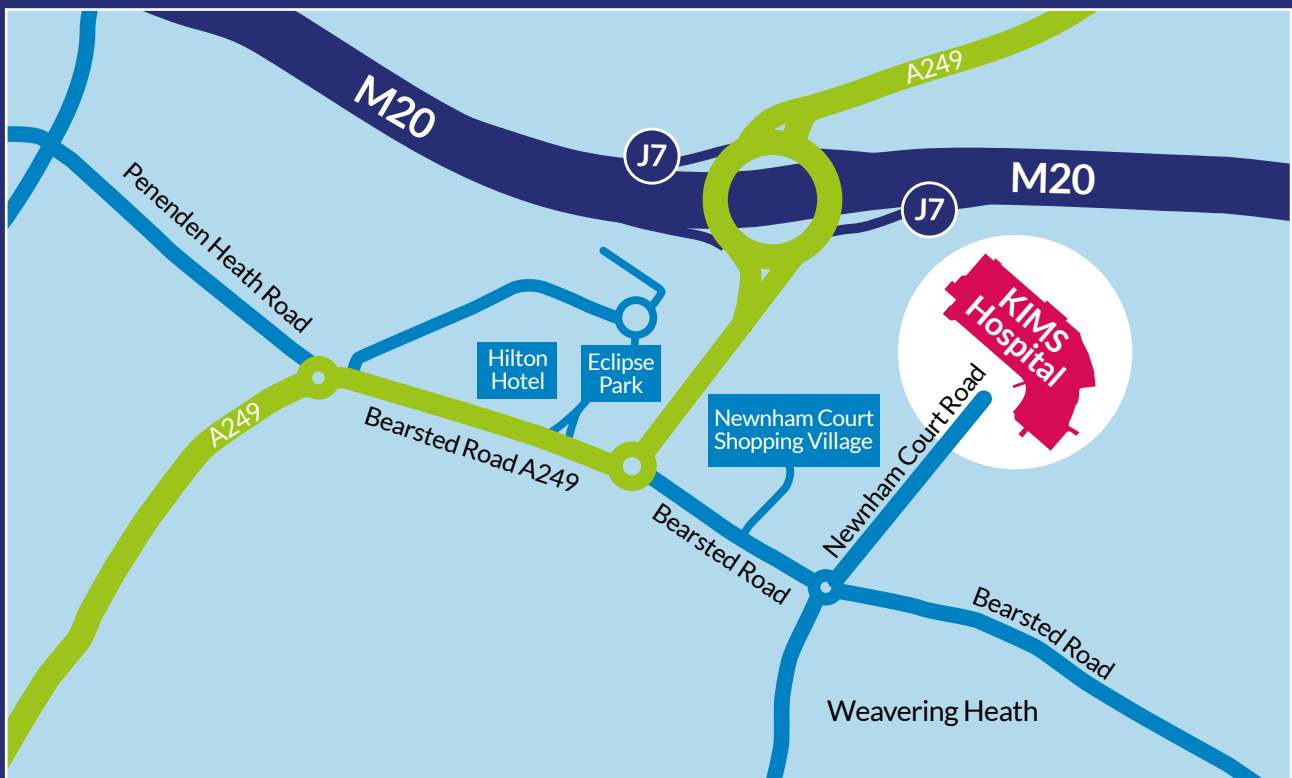 A249
M20
J7
M20
J7
Penenden Heath Road
KIMS
Hospital
Hilton
Hotel
Eclipse
Park
A249
Bearsted Road A249
Newnham Court
Shopping Village
Newnham Court Road
Bearsted Road
Bearsted Road
Weavering Heath